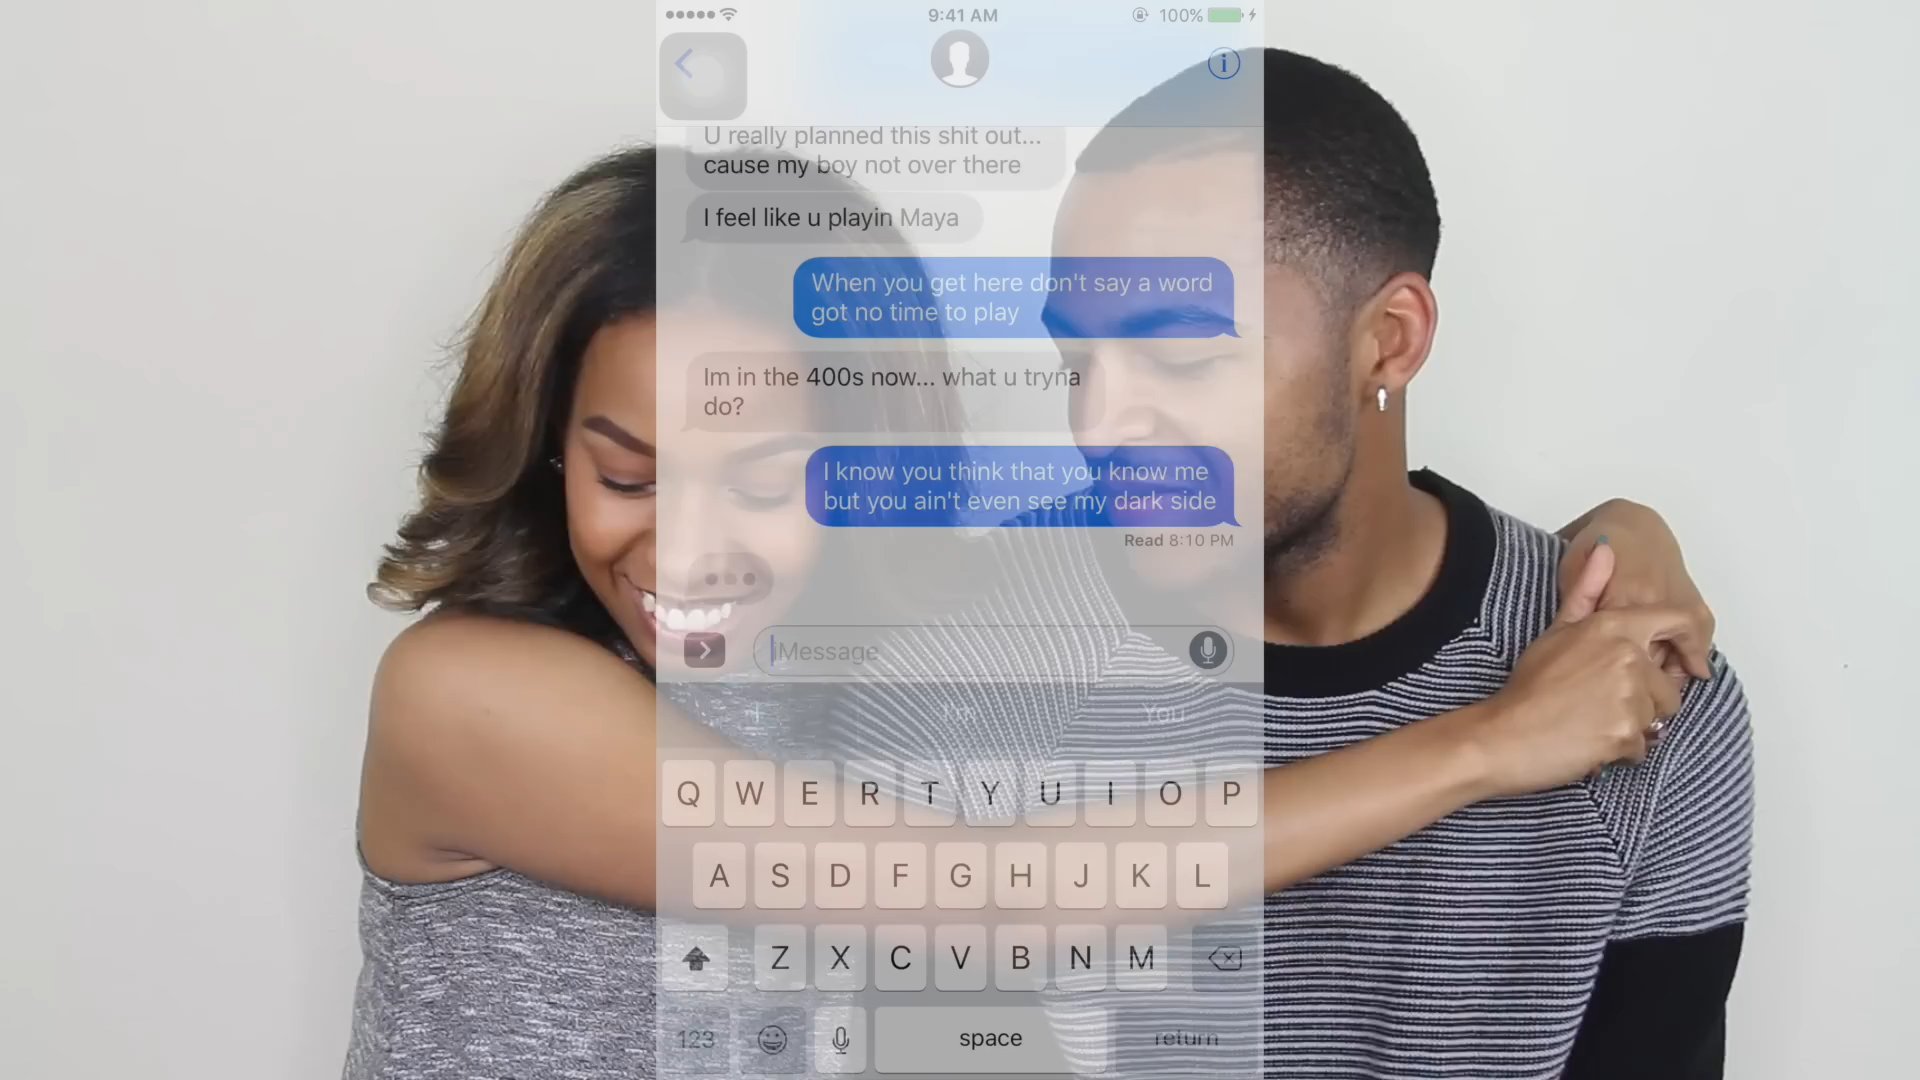 9:41 AM
100%
U really planned this shit out...
cause my boy not over there
I feel like u playin Maya
When you get here don't say a word
got no time to play
Im in the 400s now... what u tryna
do?
I know you think that you know me
but you ain't even see my dark side
Read 8:10 PM
iMessage
I
I'm
You
Q W E R T Y U I O P
A S D F G H J K L
Z X C V B N M
123
space
return